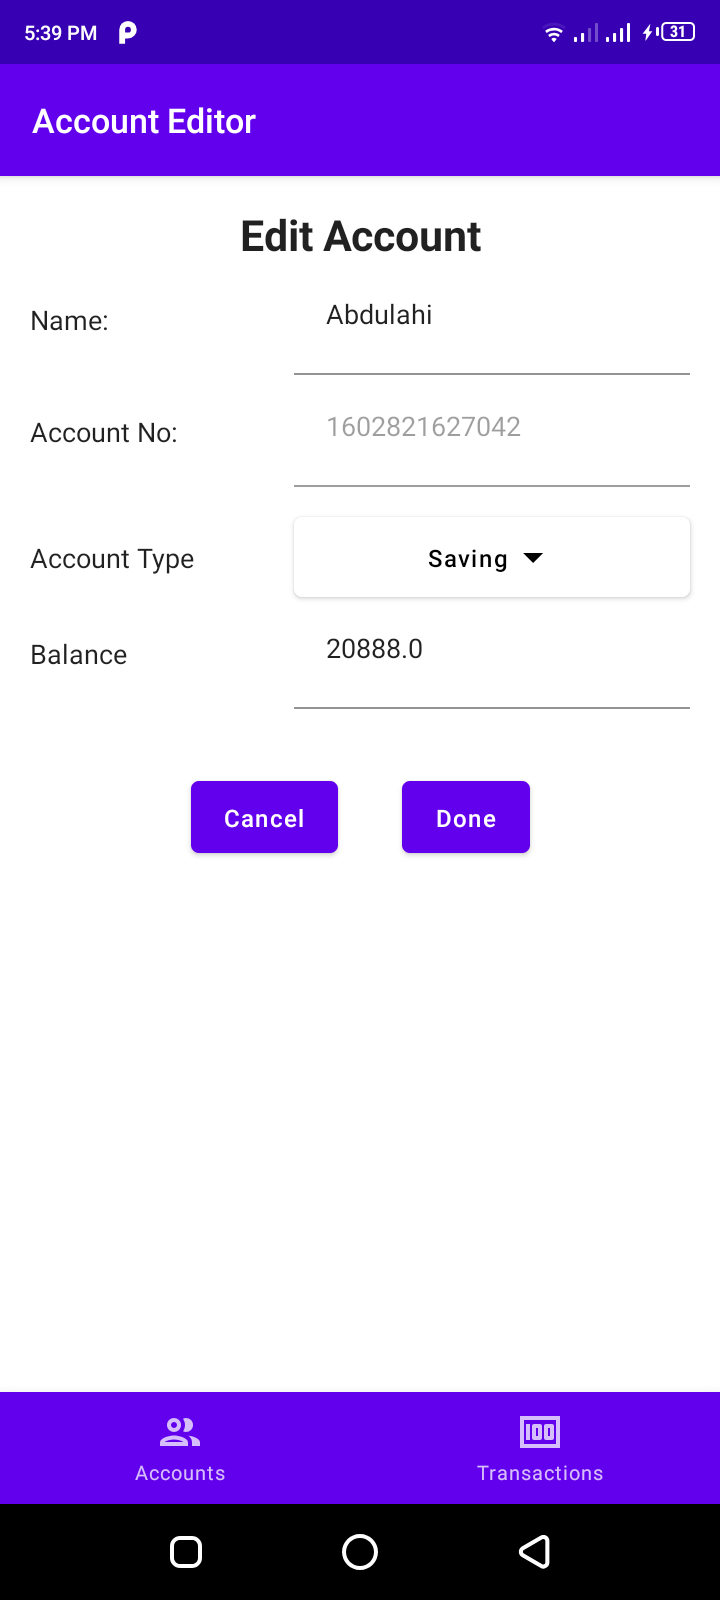 5:39 PM
31
Account Editor
Edit Account
Name: Abdulahi
Account No: 1602821627042
Account Type Saving
Balance 20888.0
Cancel Done
100
Accounts Transactions